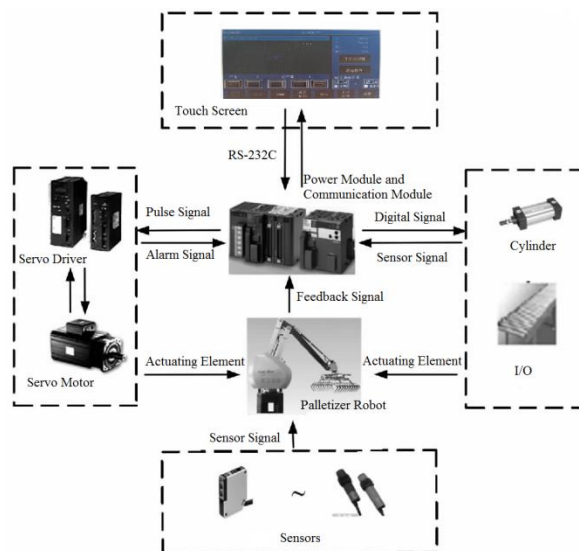 Touch Screen
RS-232C
Power Module and
Communication Module
Pulse Signal
Digital Signal
Servo Driver
Alarm Signal
Sensor Signal
Cylinder
Feedback Signal
Actuating Element
Actuating Element
I/O
Servo Motor
Palletizer Robot
Sensor Signal
~
Sensors